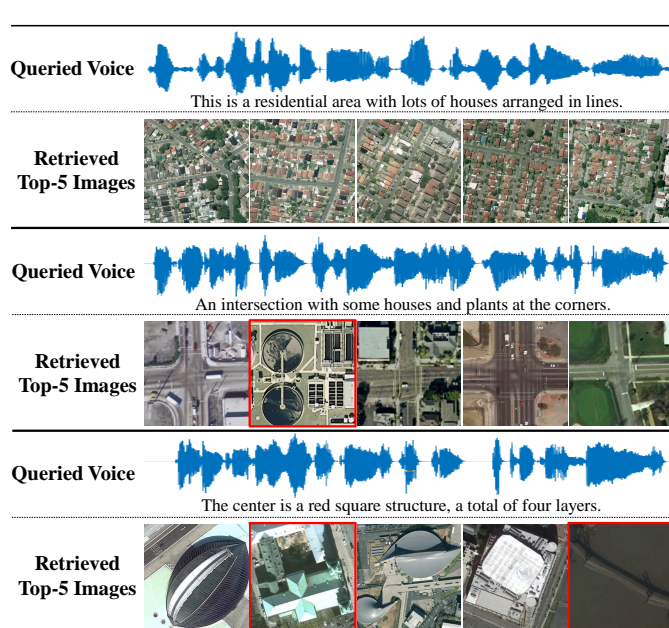 Queried Voice
This is a residential area with lots of houses arranged in lines.
Retrieved
Top-5 Images
Queried Voice
An intersection with some houses and plants at the corners.
Retrieved
Top-5 Images
Queried Voice
The center is a red square structure, a total of four layers.
Retrieved
Top-5 Images